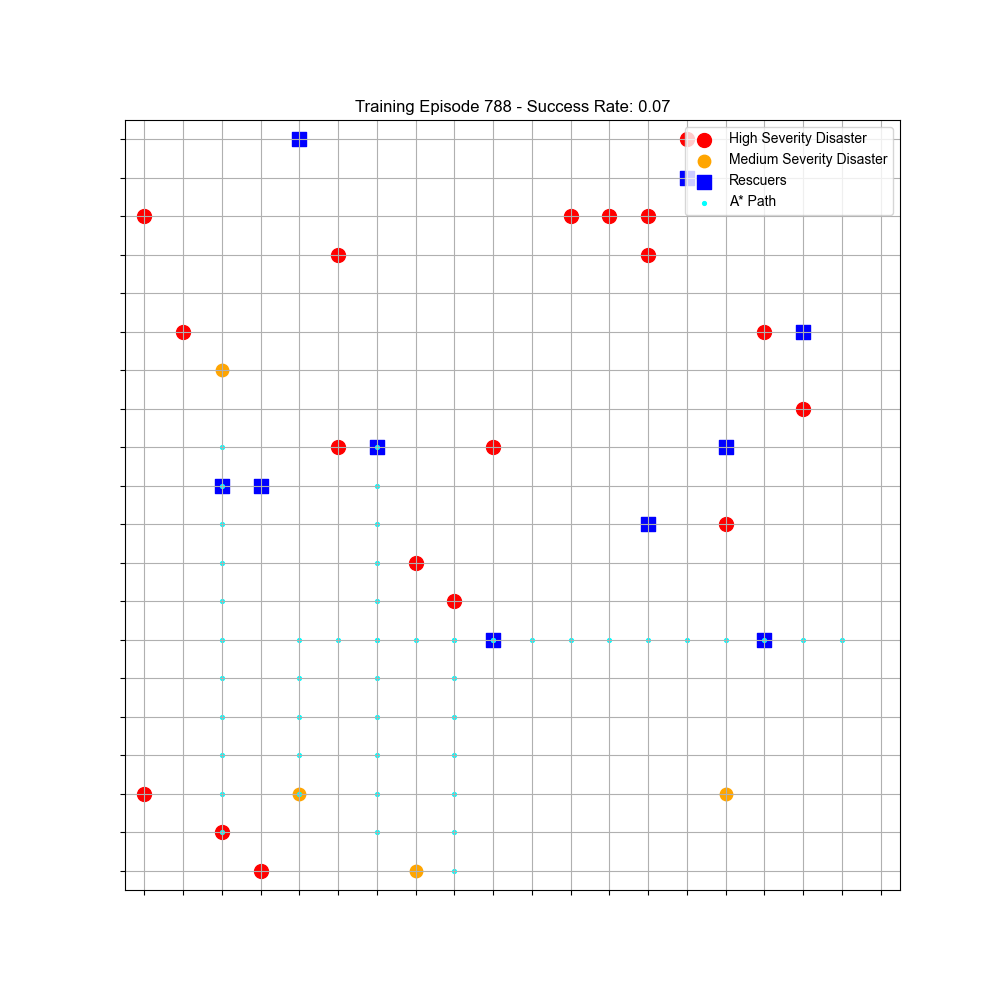 Training Episode 788 - Success Rate: 0.07
High Severity Disaster
Medium Severity Disaster
Rescuers
A* Path